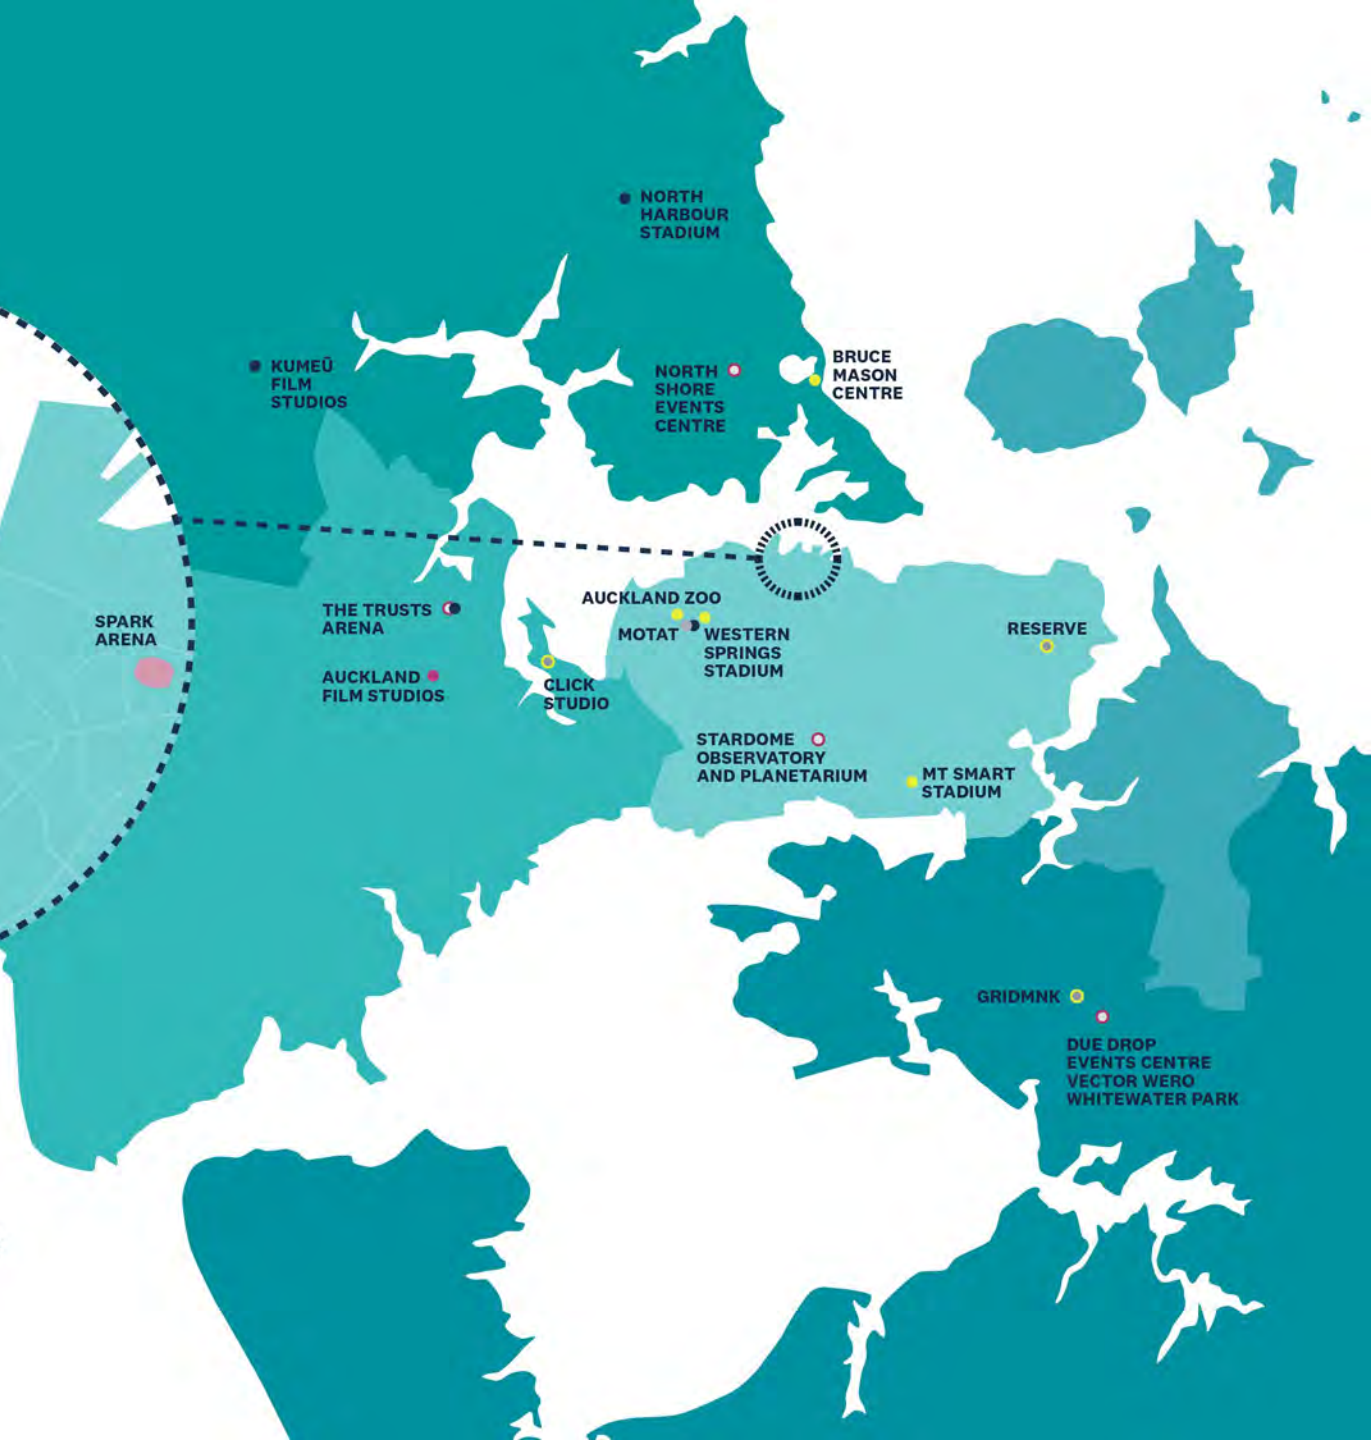 NORTH
HARBOUR
STADIUM
KUMEŪ
FILM
STUDIOS
NORTH
SHORE
EVENTS
CENTRE
BRUCE
MASON
CENTRE
SPARK
ARENA
THE TRUSTS
ARENA
AUCKLAND
FILM STUDIOS
CLICK
STUDIO
AUCKLAND ZOO
MOTAT
WESTERN
SPRINGS
STADIUM
RESERVE
STARDOME
OBSERVATORY
AND PLANETARIUM
MT SMART
STADIUM
GRIDMNK
DUE DROP
EVENTS CENTRE
VECTOR WERO
WHITEWATER PARK